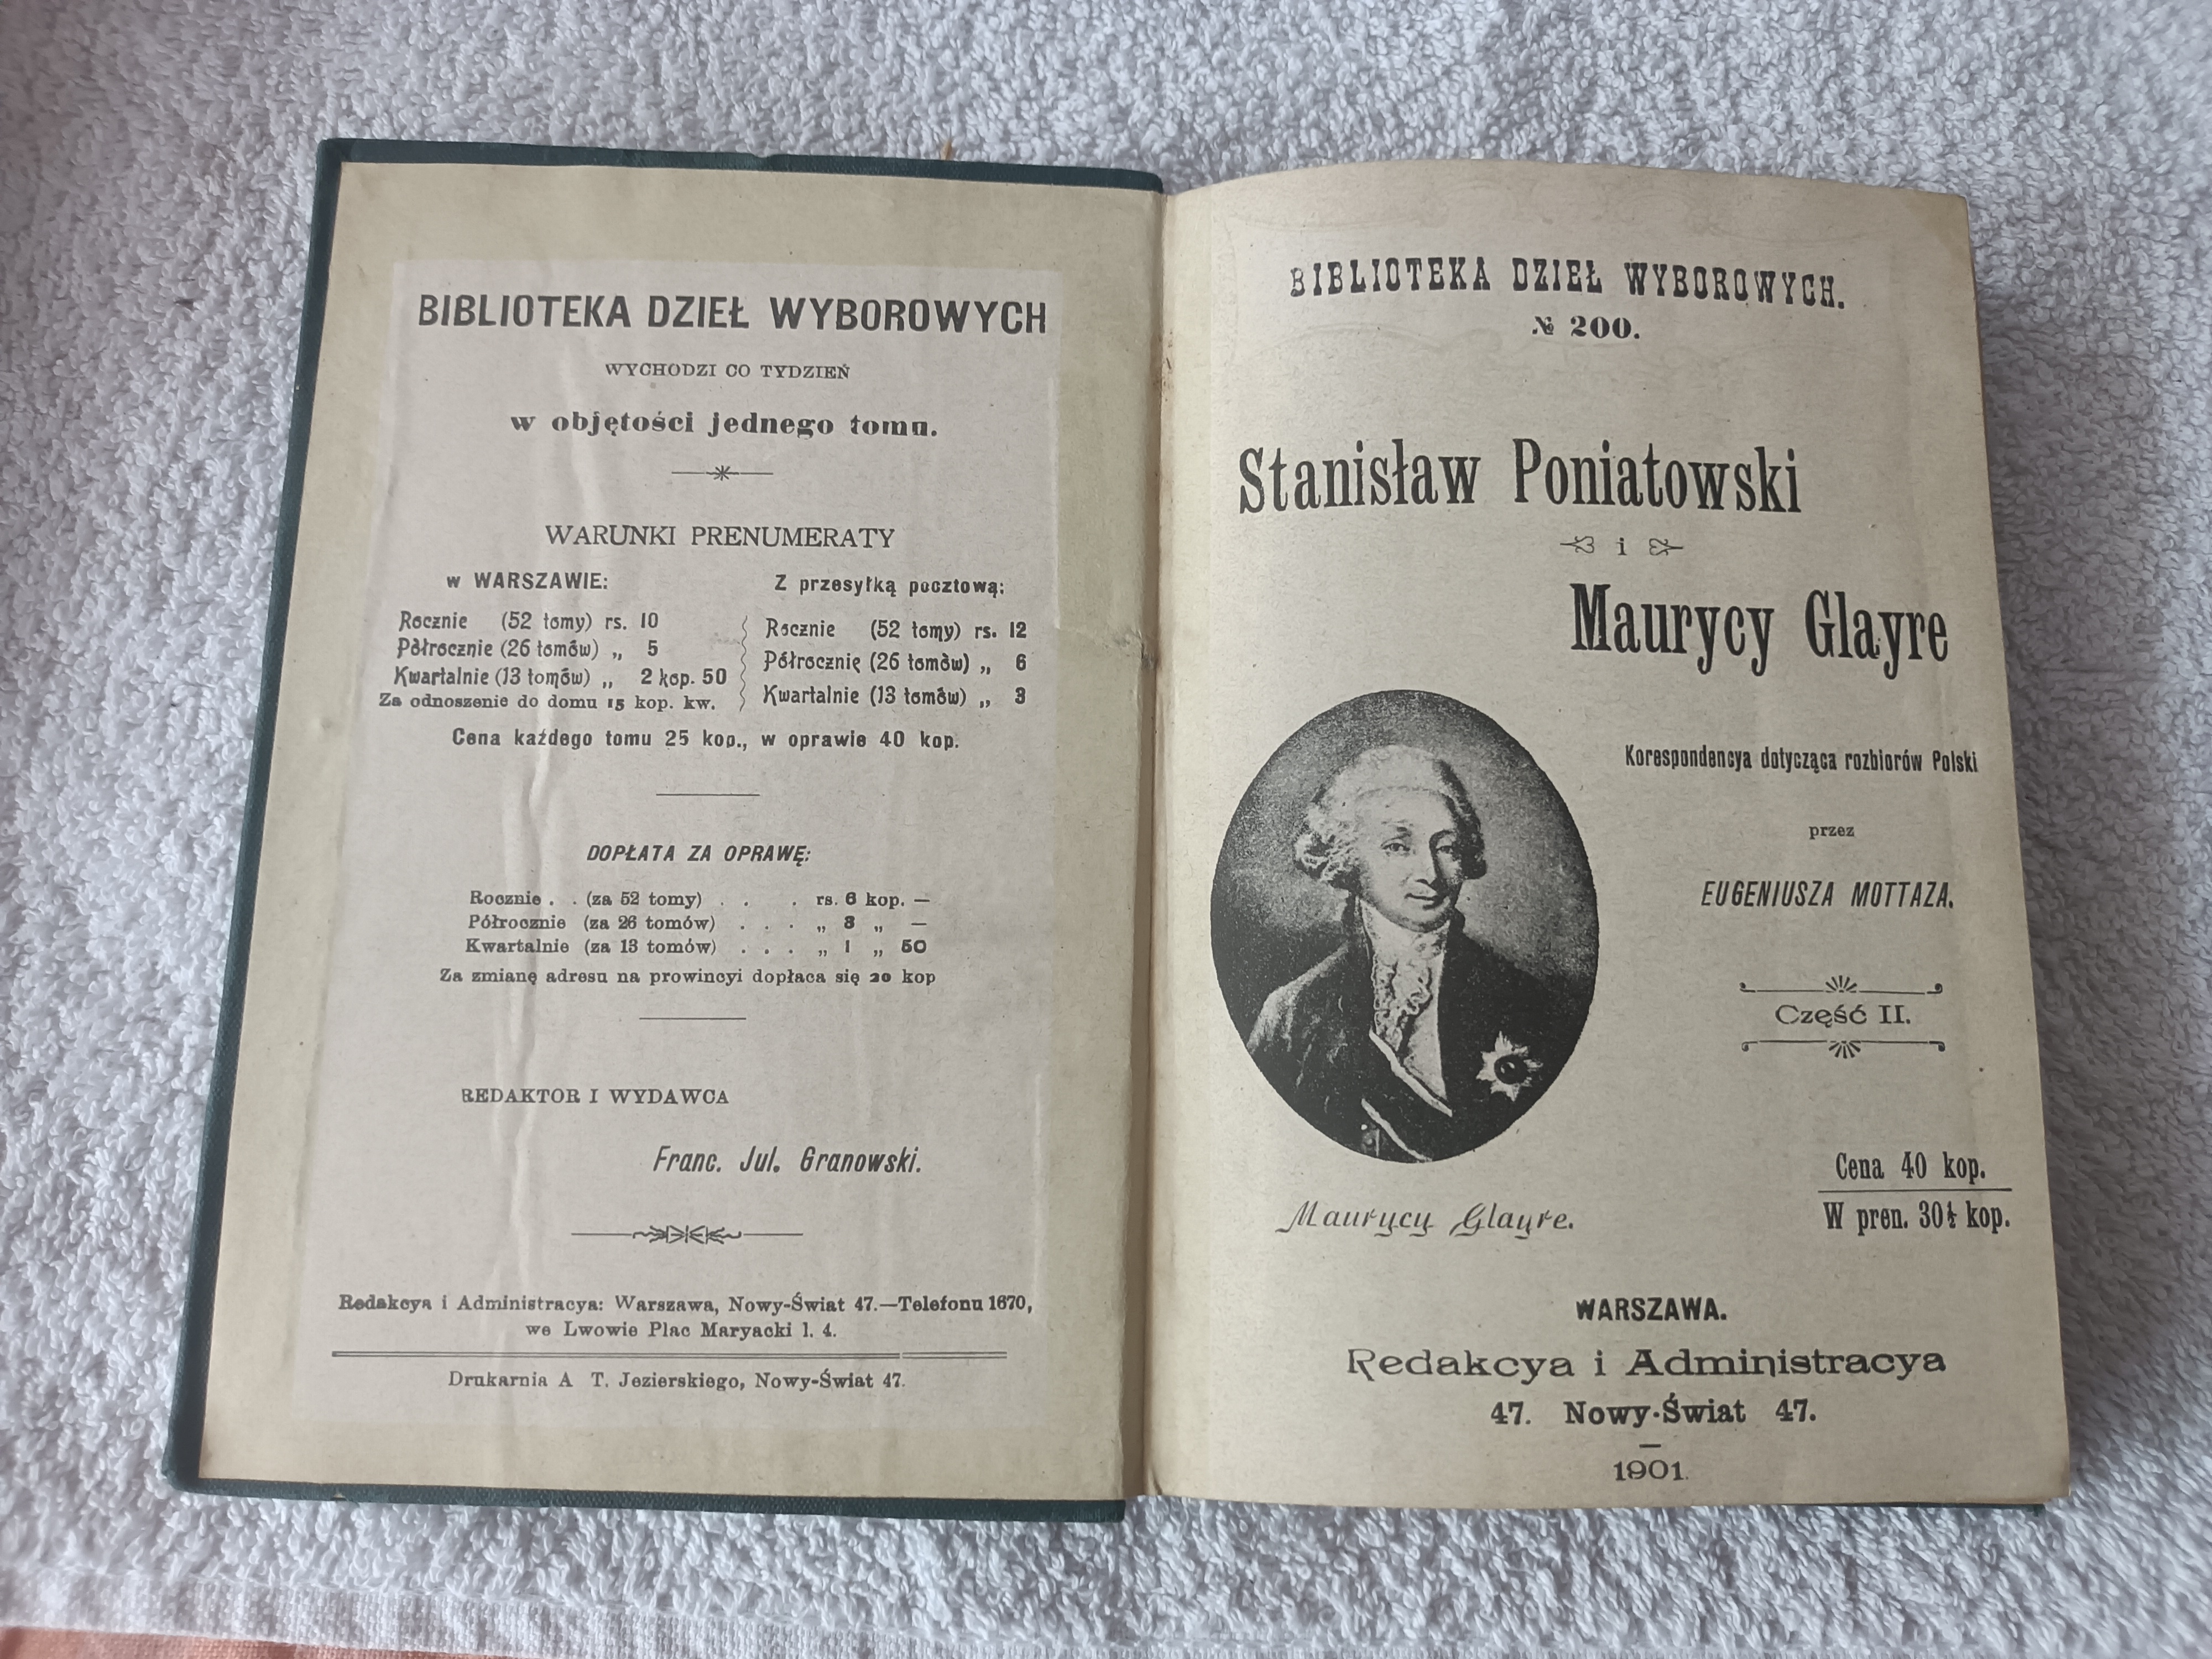 BIBLIOTEKA DZIEŁ WYBOROWYCH
WYCHODZI CO TYDZIEŃ
w objętości jednego tomu.
WARUNKI PRENUMERATY
w WARSZAWIE:
Rocznie (52 tomy) rs. 10
Półrocznie (26 tomów) „ 5
Kwartalnie (13 tomów) „ 2 kop. 50
Za odnoszenie do domu 15 kop. kw.
Z przesyłką pocztową:
Rocznie (52 tomy) rs. 12
Półrocznie (26 tomów) „ 6
Kwartalnie (13 tomów) „ 3
Cena każdego tomu 25 kop., w oprawie 40 kop.
DOPŁATA ZA OPRAWĘ:
Rocznie . . (za 52 tomy) . . . rs. 6 kop. —
Półrocznie (za 26 tomów) . . . „ 3 „ —
Kwartalnie (za 13 tomów) . . . „ 1 „ 50
Za zmianę adresu na prowincyi dopłaca się 20 kop
REDAKTOR I WYDAWCA
Franc. Jul. Granowski.
Redakcya i Administracya: Warszawa, Nowy-Świat 47.—Telefonu 1670,
we Lwowie Plac Maryacki l. 4.
Drukarnia A T. Jezierskiego, Nowy-Świat 47.
BIBLIOTEKA DZIEŁ WYBOROWYCH.
№ 200.
Stanisław Poniatowski
i
Maurycy Glayre
Korespondencya dotycząca rozbiorów Polski
przez
EUGENIUSZA MOTTAZA.
Część II.
Cena 40 kop.
W pren. 30½ kop.
Maurycy Glayre.
WARSZAWA.
Redakcya i Administracya
47. Nowy-Świat 47.
1901.